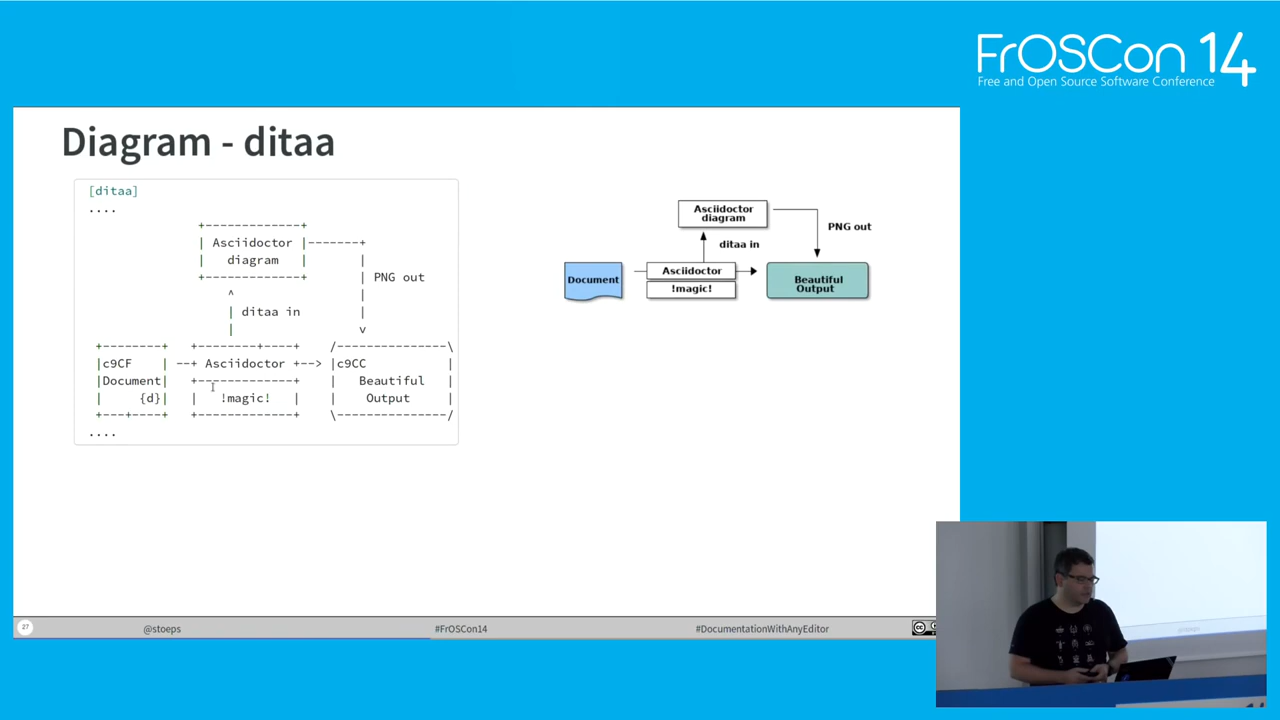 FrOSCon 14
Free and Open Source Software Conference
Diagram - ditaa
[ditaa]
....
+-------------+
| Asciidoctor |-------+
|   diagram   |       |
+-------------+       | PNG out
    ^                 |
    | ditaa in        |
    |                 v
+--------+   +--------+----+    /---------------\
|c9CF    | --+ Asciidoctor +--> |c9CC           |
|Document|   +-------------+    |   Beautiful   |
|     {d}|   |   !magic!   |    |    Output     |
+---+----+   +-------------+    \---------------/
....
Asciidoctor
diagram
PNG out
ditaa in
Document
Asciidoctor
!magic!
Beautiful
Output
27
@stoeps
#FrOSCon14
#DocumentationWithAnyEditor
cc